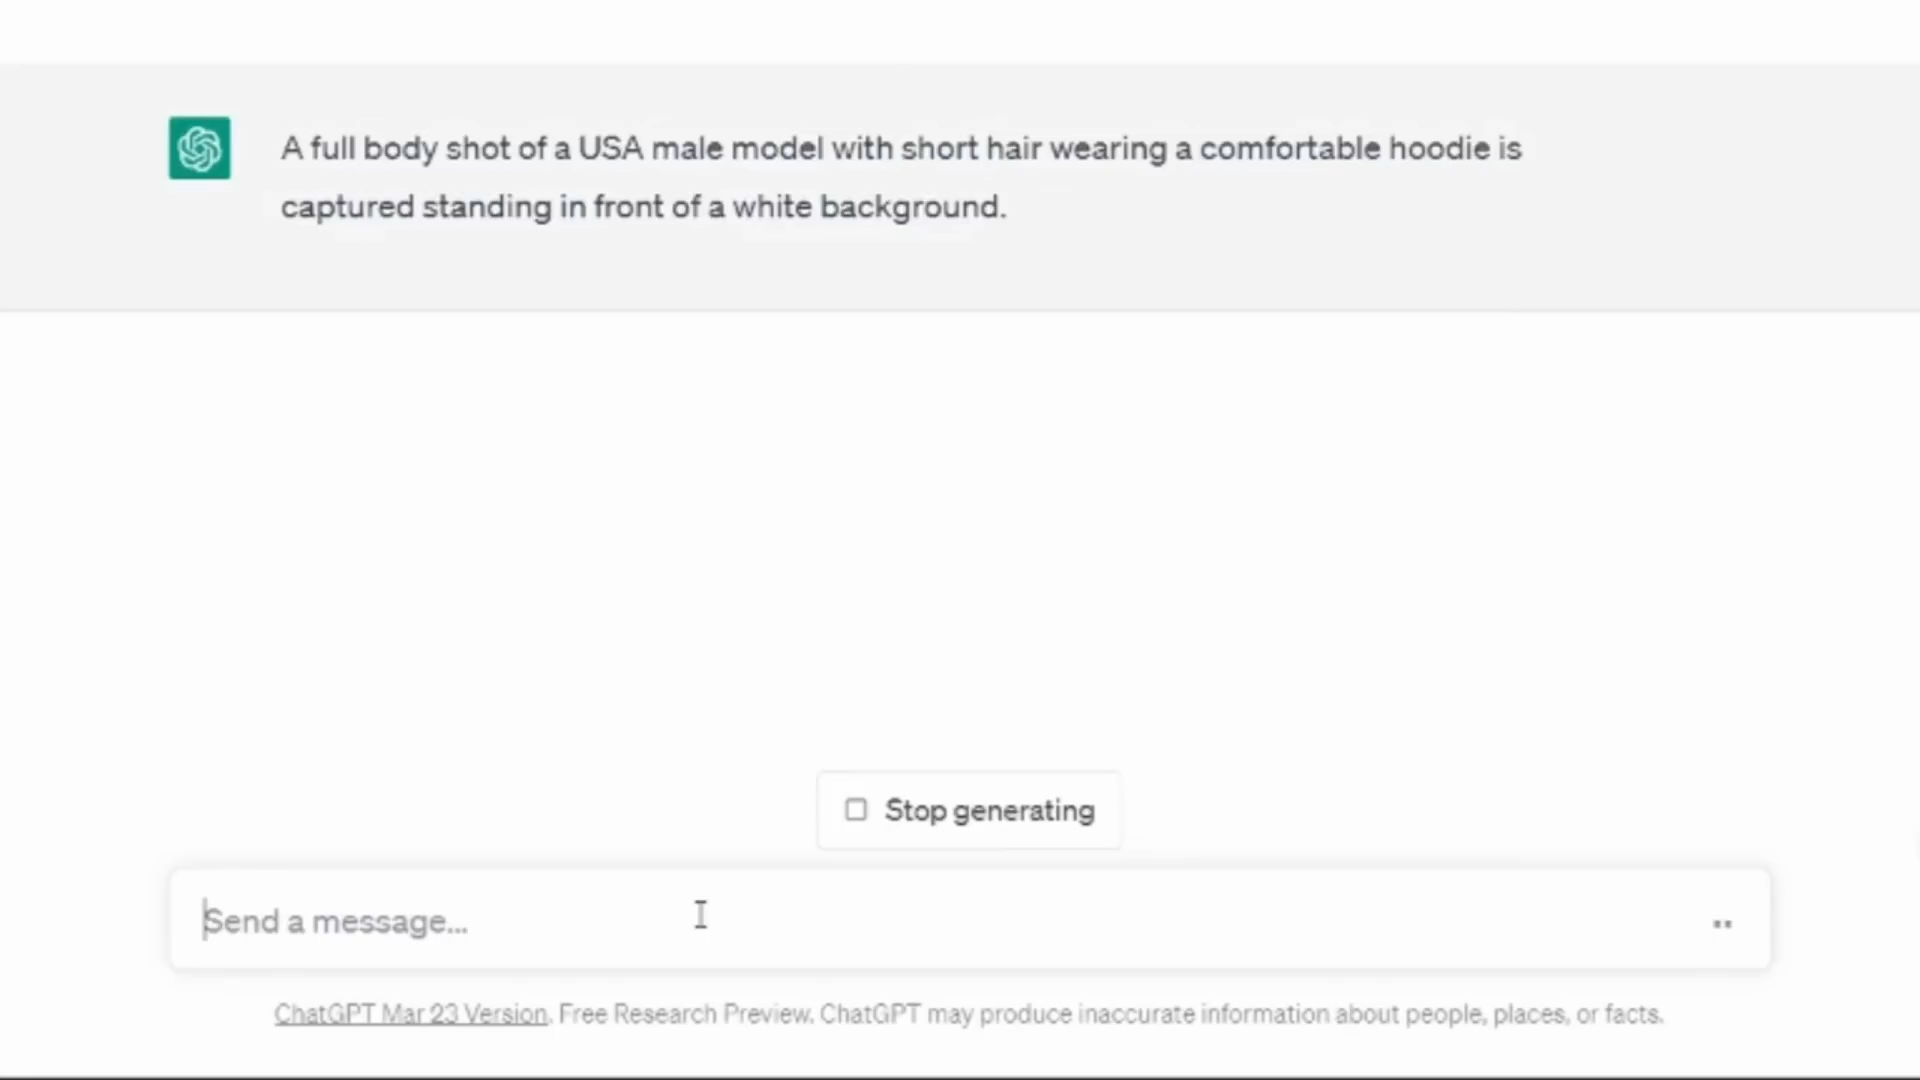 A full body shot of a USA male model with short hair wearing a comfortable hoodie is
captured standing in front of a white background.
Stop generating
Send a message...
ChatGPT Mar 23 Version. Free Research Preview. ChatGPT may produce inaccurate information about people, places, or facts.